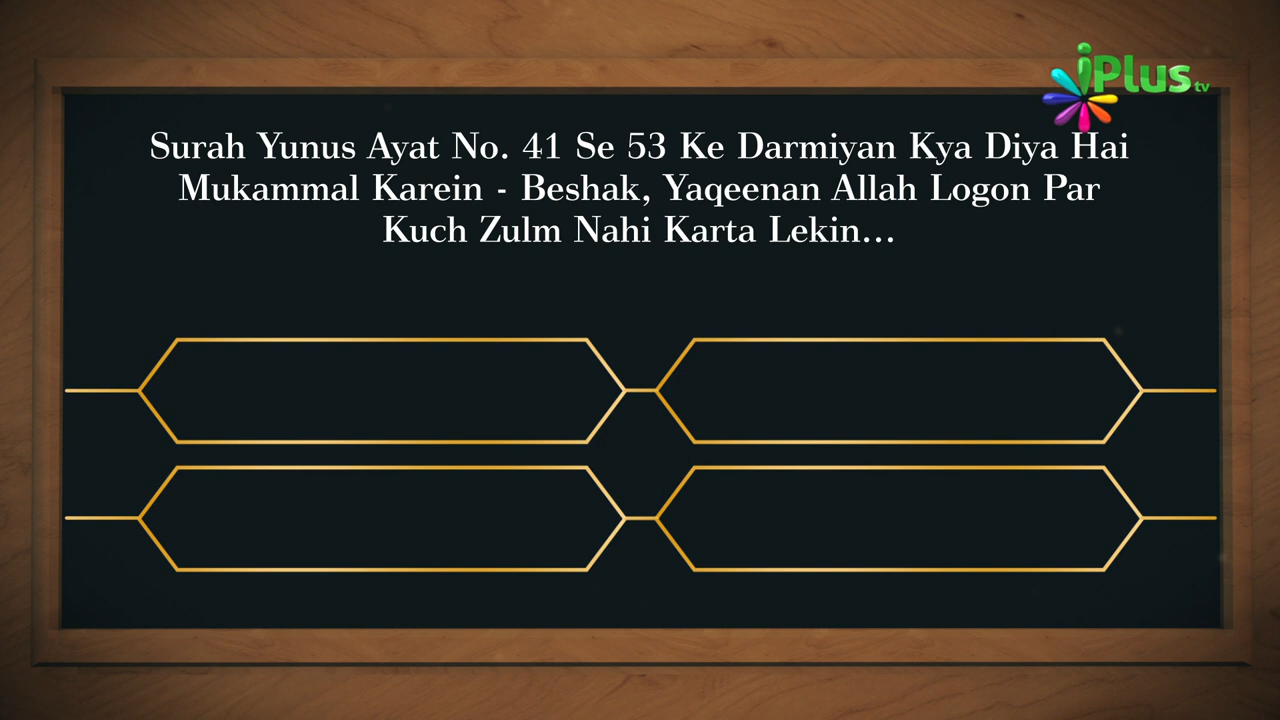 iPlus tv
Surah Yunus Ayat No. 41 Se 53 Ke Darmiyan Kya Diya Hai
Mukammal Karein - Beshak, Yaqeenan Allah Logon Par
Kuch Zulm Nahi Karta Lekin...